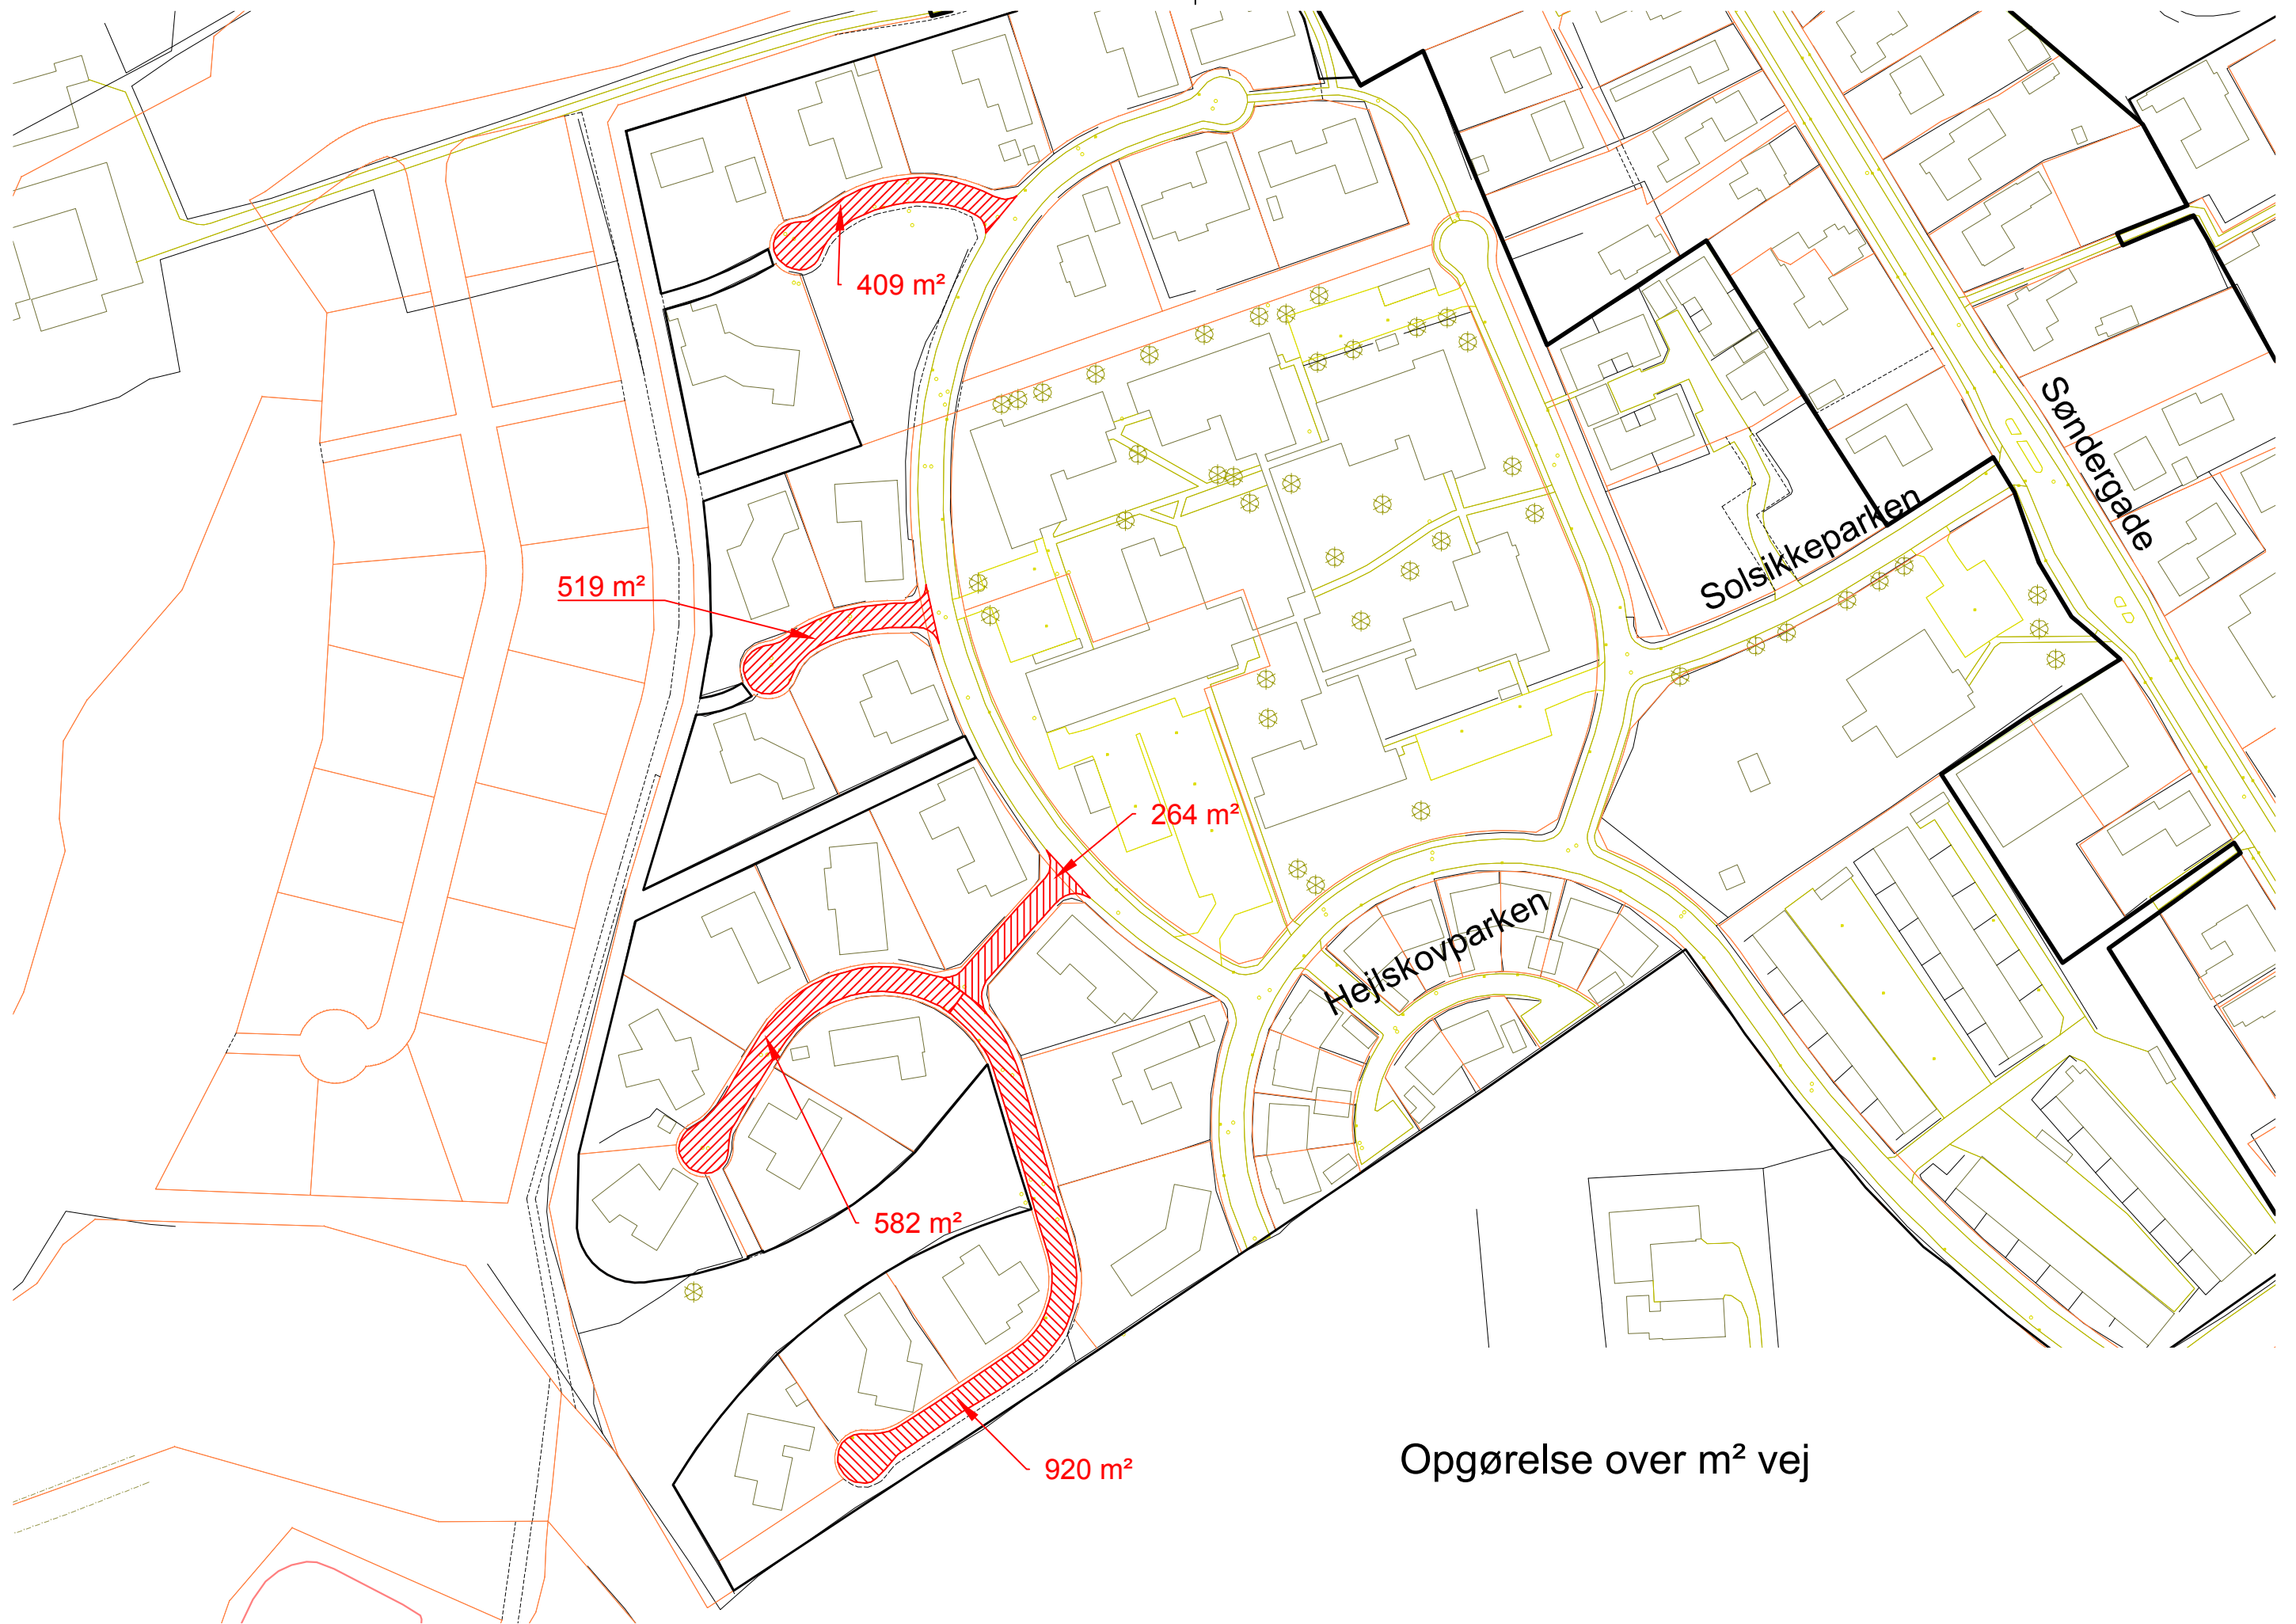 409 m²
Søndergade
Solsikkeparken
519 m²
264 m²
Hejlskovparken
582 m²
920 m²
Opgørelse over m² vej